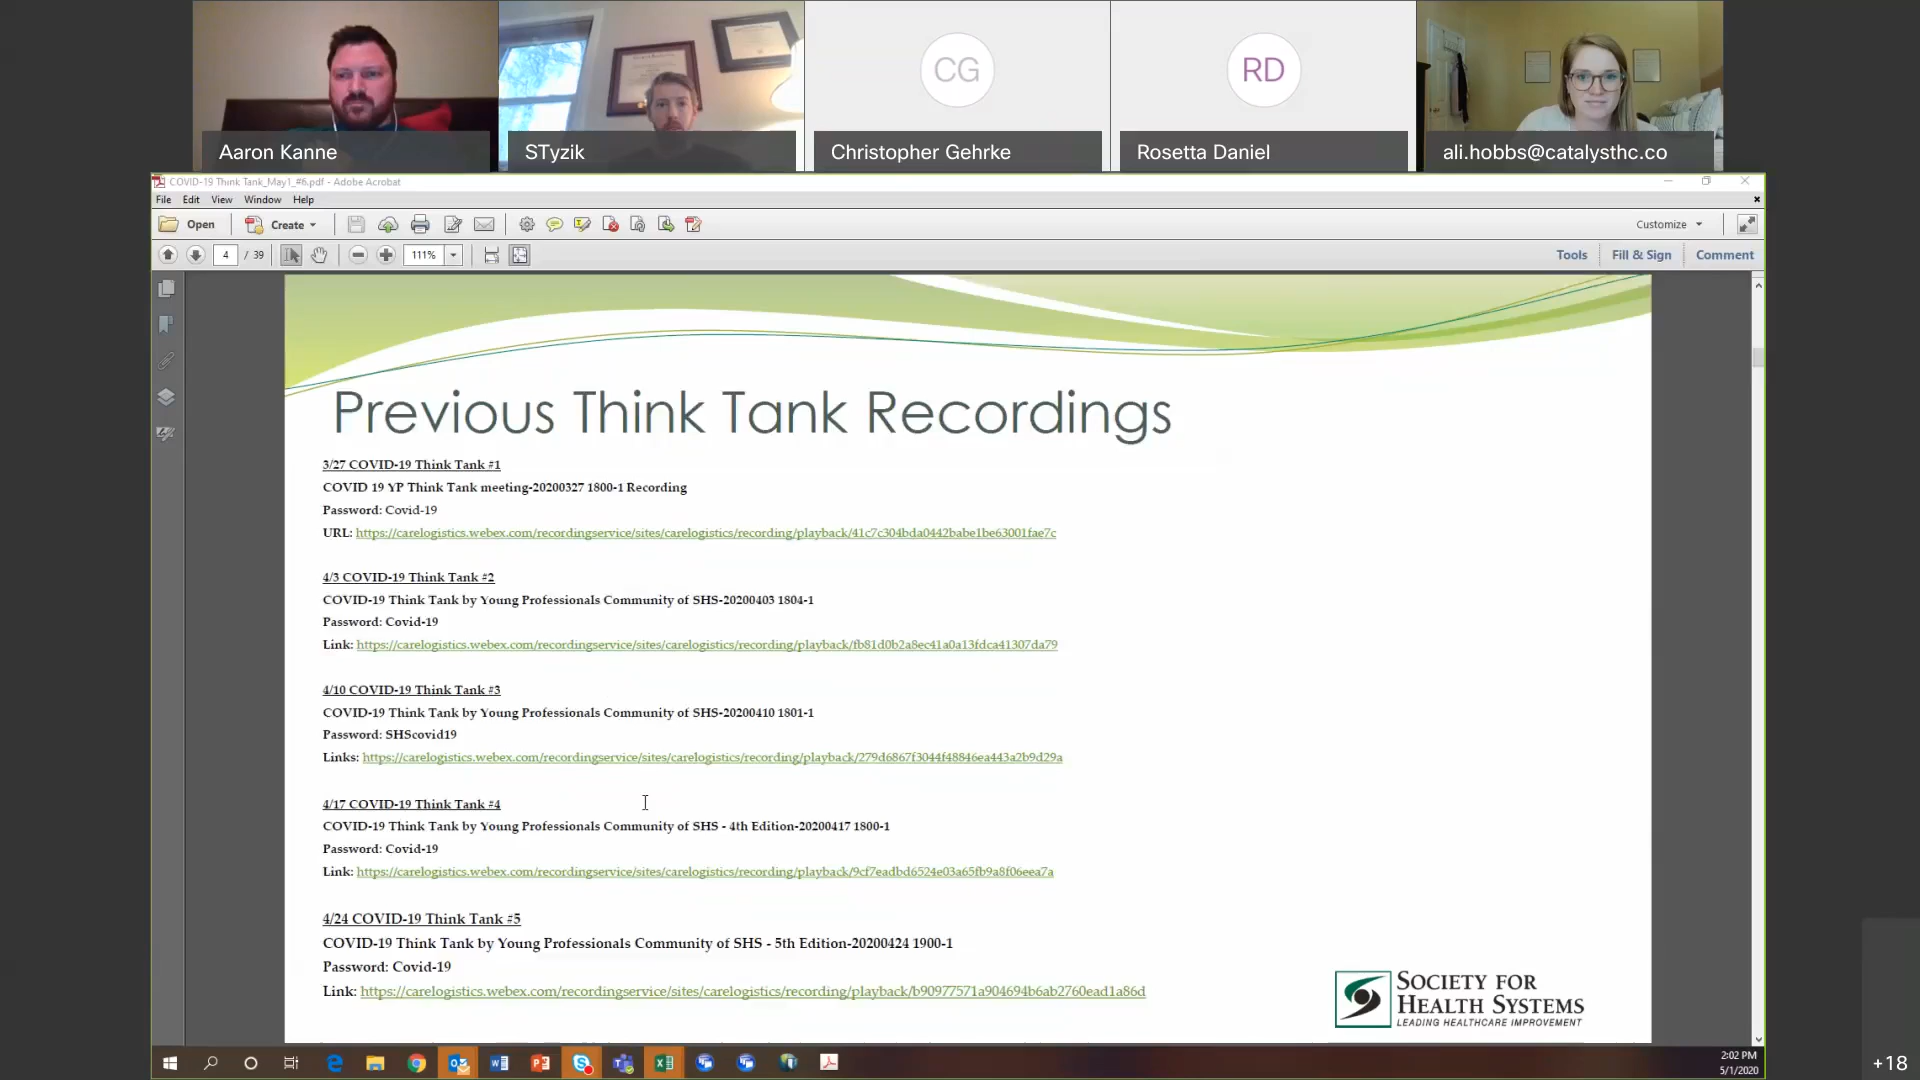 CG
RD
Aaron Kanne
STyzik
Christopher Gehrke
Rosetta Daniel
ali.hobbs@catalysthc.co
COVID-19 Think Tank_May1_#6.pdf - Adobe Acrobat
File Edit View Window Help
Open Create Customize
4 / 39 111% Tools Fill & Sign Comment
Previous Think Tank Recordings
3/27 COVID-19 Think Tank #1
COVID 19 YP Think Tank meeting-20200327 1800-1 Recording
Password: Covid-19
URL: https://carelogistics.webex.com/recordingservice/sites/carelogistics/recording/playback/41c7c304bda0442babe1be63001fae7c
4/3 COVID-19 Think Tank #2
COVID-19 Think Tank by Young Professionals Community of SHS-20200403 1804-1
Password: Covid-19
Link: https://carelogistics.webex.com/recordingservice/sites/carelogistics/recording/playback/fb81d0b2a8ec41a0a13fdca41307da79
4/10 COVID-19 Think Tank #3
COVID-19 Think Tank by Young Professionals Community of SHS-20200410 1801-1
Password: SHScovid19
Links: https://carelogistics.webex.com/recordingservice/sites/carelogistics/recording/playback/279d6867f3044f48846ea443a2b9d29a
4/17 COVID-19 Think Tank #4
COVID-19 Think Tank by Young Professionals Community of SHS - 4th Edition-20200417 1800-1
Password: Covid-19
Link: https://carelogistics.webex.com/recordingservice/sites/carelogistics/recording/playback/9cf7eadbd6524e03a65fb9a8f06eea7a
4/24 COVID-19 Think Tank #5
COVID-19 Think Tank by Young Professionals Community of SHS - 5th Edition-20200424 1900-1
Password: Covid-19
Link: https://carelogistics.webex.com/recordingservice/sites/carelogistics/recording/playback/b90977571a904694b6ab2760ead1a86d
SOCIETY FOR
HEALTH SYSTEMS
LEADING HEALTHCARE IMPROVEMENT
2:02 PM
5/1/2020
+18